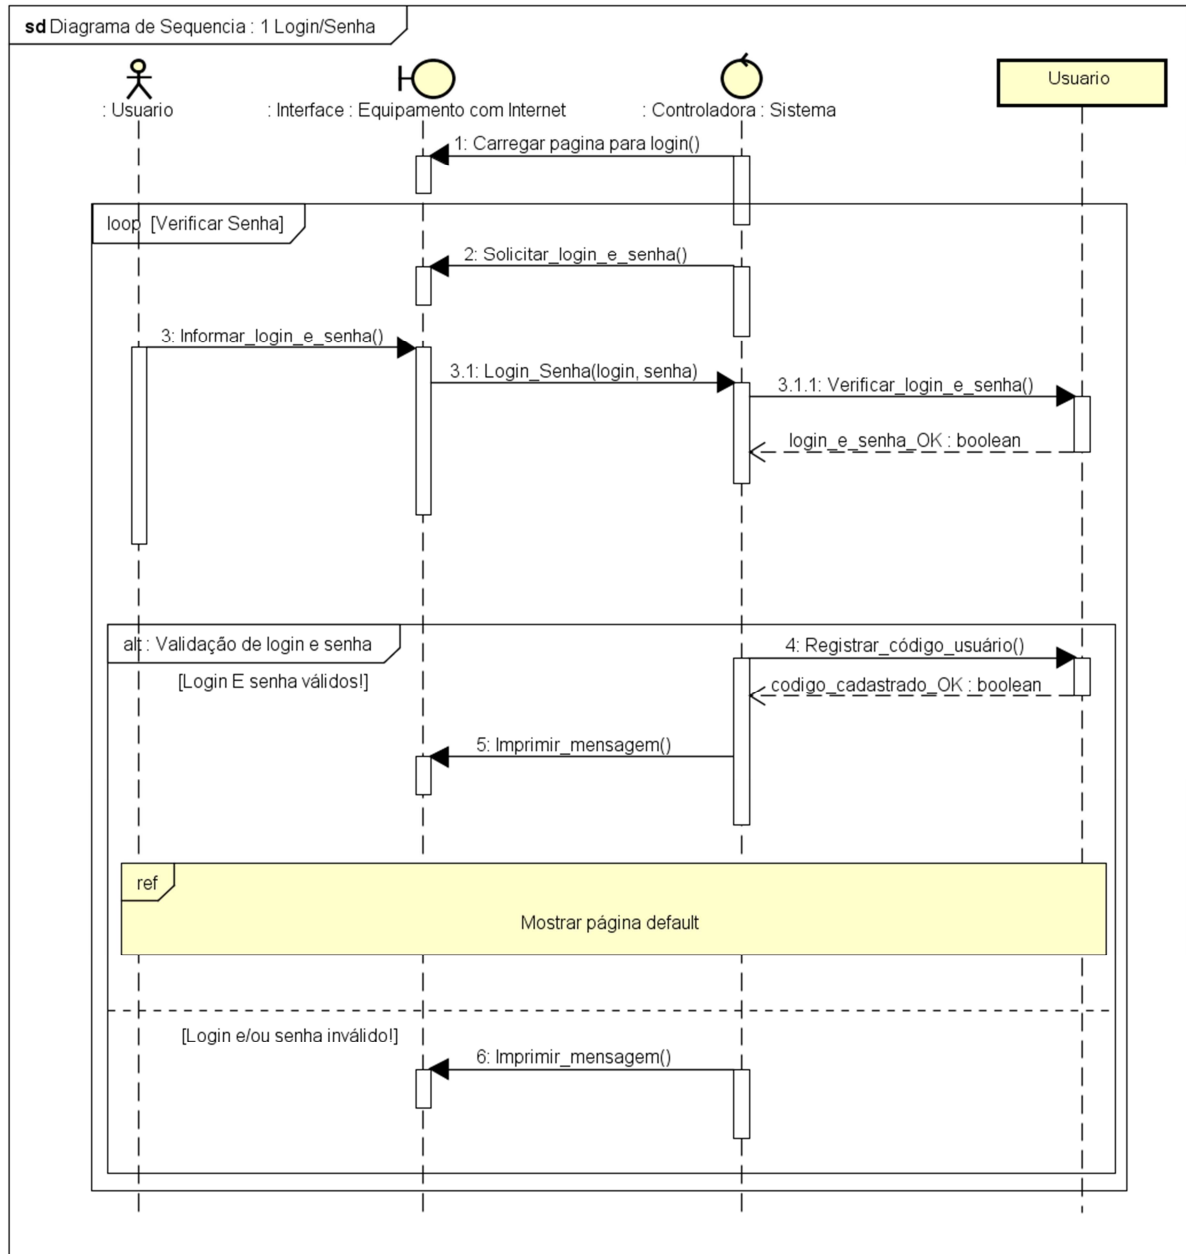 sd Diagrama de Sequencia : 1 Login/Senha
: Usuario
: Interface : Equipamento com Internet
: Controladora : Sistema
Usuario
1: Carregar pagina para login()
loop [Verificar Senha]
2: Solicitar_login_e_senha()
3: Informar_login_e_senha()
3.1: Login_Senha(login, senha)
3.1.1: Verificar_login_e_senha()
login_e_senha_OK : boolean
alt : Validação de login e senha
4: Registrar_código_usuário()
[Login E senha válidos!]
codigo_cadastrado_OK : boolean
5: Imprimir_mensagem()
ref
Mostrar página default
[Login e/ou senha inválido!]
6: Imprimir_mensagem()